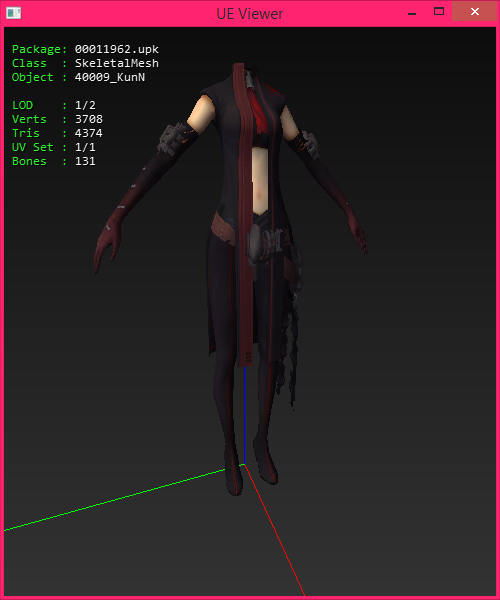 UE Viewer
Package: 00011962.upk
Class : SkeletalMesh
Object : 40009_KunN
LOD : 1/2
Verts : 3708
Tris : 4374
UV Set : 1/1
Bones : 131